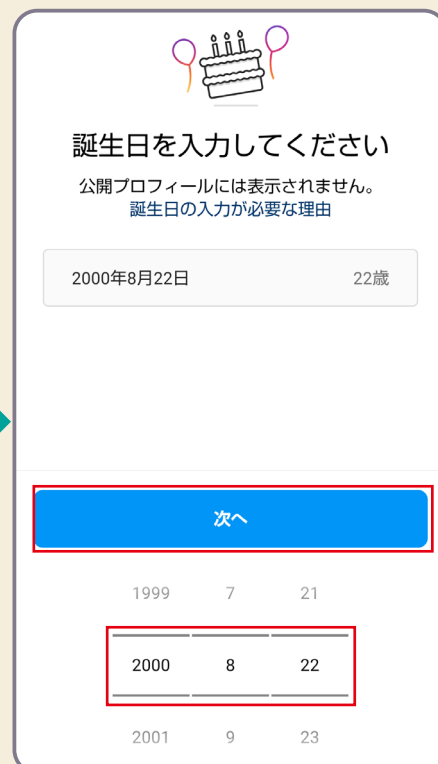 誕生日を入力してください
公開プロフィールには表示されません。
誕生日の入力が必要な理由
2000年8月22日 22歳
次へ
1999 7 21
2000 8 22
2001 9 23